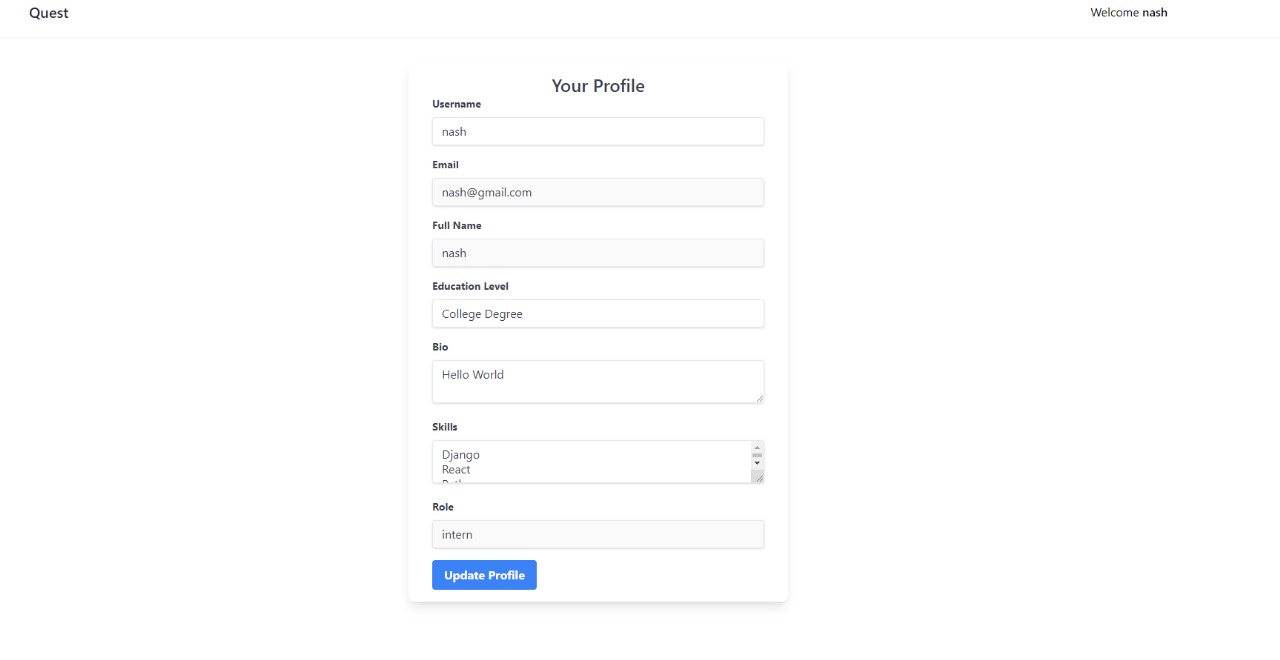 Quest
Welcome nash
Your Profile
Username
nash
Email
nash@gmail.com
Full Name
nash
Education Level
College Degree
Bio
Hello World
Skills
Django
React
Role
intern
Update Profile